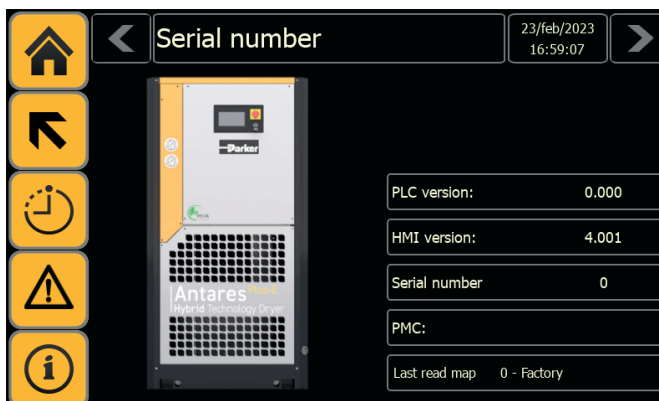 Serial number
23/feb/2023
16:59:07
Parker
Antares Plus E
Hybrid Technology Dryer
PLC version: 0.000
HMI version: 4.001
Serial number 0
PMC:
Last read map 0 - Factory